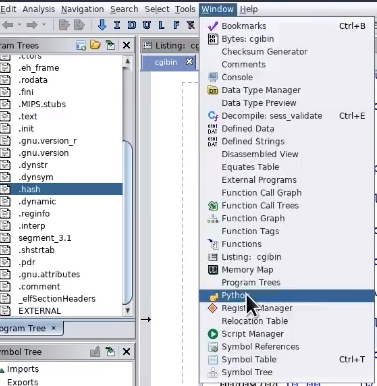 Edit Analysis Navigation Search Select Tools Window Help
I D U L F
ram Trees
Listing: cg
cgibin
.ctors
.eh_frame
.rodata
.fini
.MIPS.stubs
.text
.init
.gnu.version_r
.gnu.version
.dynstr
.dynsym
.hash
.dynamic
.reginfo
.interp
segment_3.1
.shstrtab
.pdr
.gnu.attributes
.comment
_elfSectionHeaders
EXTERNAL
ogram Tree ×
mbol Tree
Imports
Exports
Bookmarks Ctrl+B
Bytes: cgibin
Checksum Generator
Comments
Console
Data Type Manager
Data Type Preview
Decompile: sess_validate Ctrl+E
Defined Data
Defined Strings
Disassembled View
Equates Table
External Programs
Function Call Graph
Function Call Trees
Function Graph
Function Tags
Functions
Listing: cgibin
Memory Map
Program Trees
Python
Register Manager
Relocation Table
Script Manager
Symbol References
Symbol Table Ctrl+T
Symbol Tree